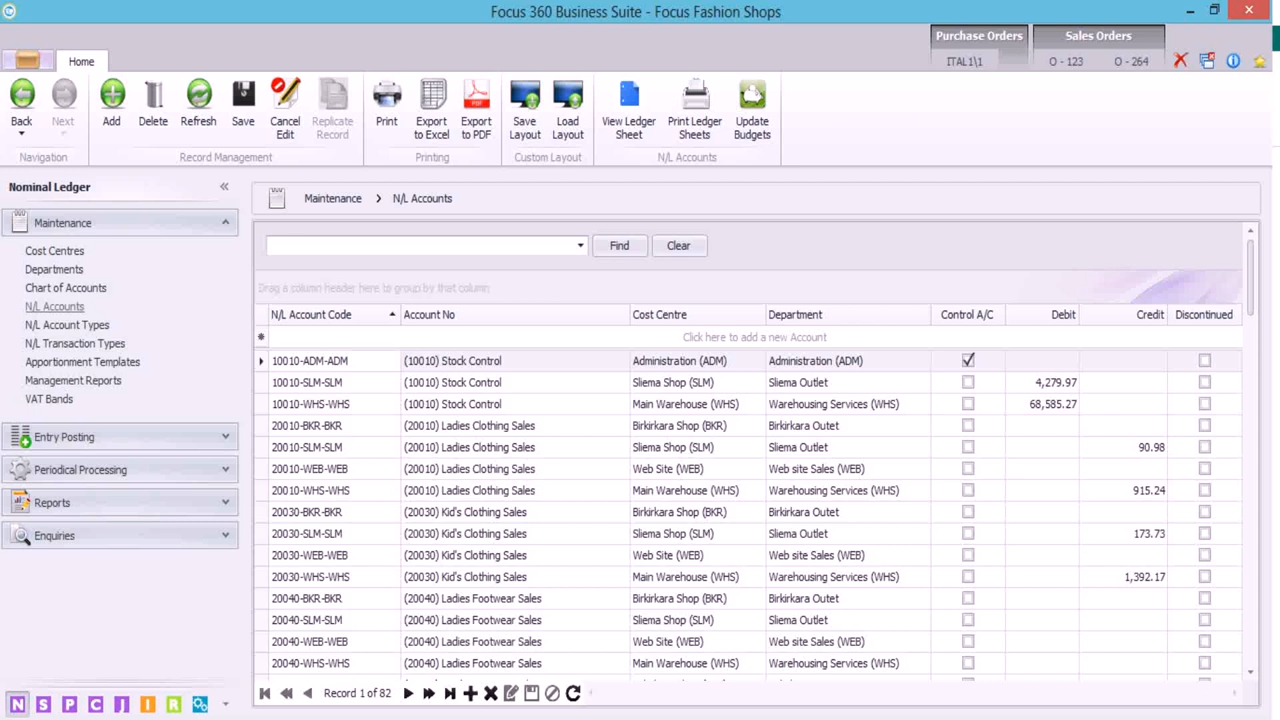 Focus 360 Business Suite - Focus Fashion Shops
Purchase Orders
Sales Orders
ITAL1\1
O - 123
O - 264
Home
Back
Next
Add
Delete
Refresh
Save
Cancel Edit
Replicate Record
Print
Export to Excel
Export to PDF
Save Layout
Load Layout
View Ledger Sheet
Print Ledger Sheets
Update Budgets
Navigation
Record Management
Printing
Custom Layout
N/L Accounts
Nominal Ledger
Maintenance
Cost Centres
Departments
Chart of Accounts
N/L Accounts
N/L Account Types
N/L Transaction Types
Apportionment Templates
Management Reports
VAT Bands
Entry Posting
Periodical Processing
Reports
Enquiries
N S P C J I R
Maintenance > N/L Accounts
Find
Clear
Drag a column header here to group by that column
N/L Account Code Account No Cost Centre Department Control A/C Debit Credit Discontinued
Click here to add a new Account
10010-ADM-ADM (10010) Stock Control Administration (ADM) Administration (ADM)
10010-SLM-SLM (10010) Stock Control Sliema Shop (SLM) Sliema Outlet 4,279.97
10010-WHS-WHS (10010) Stock Control Main Warehouse (WHS) Warehousing Services (WHS) 68,585.27
20010-BKR-BKR (20010) Ladies Clothing Sales Birkirkara Shop (BKR) Birkirkara Outet
20010-SLM-SLM (20010) Ladies Clothing Sales Sliema Shop (SLM) Sliema Outlet 90.98
20010-WEB-WEB (20010) Ladies Clothing Sales Web Site (WEB) Web site Sales (WEB)
20010-WHS-WHS (20010) Ladies Clothing Sales Main Warehouse (WHS) Warehousing Services (WHS) 915.24
20030-BKR-BKR (20030) Kid's Clothing Sales Birkirkara Shop (BKR) Birkirkara Outet
20030-SLM-SLM (20030) Kid's Clothing Sales Sliema Shop (SLM) Sliema Outlet 173.73
20030-WEB-WEB (20030) Kid's Clothing Sales Web Site (WEB) Web site Sales (WEB)
20030-WHS-WHS (20030) Kid's Clothing Sales Main Warehouse (WHS) Warehousing Services (WHS) 1,392.17
20040-BKR-BKR (20040) Ladies Footwear Sales Birkirkara Shop (BKR) Birkirkara Outet
20040-SLM-SLM (20040) Ladies Footwear Sales Sliema Shop (SLM) Sliema Outlet
20040-WEB-WEB (20040) Ladies Footwear Sales Web Site (WEB) Web site Sales (WEB)
20040-WHS-WHS (20040) Ladies Footwear Sales Main Warehouse (WHS) Warehousing Services (WHS)
Record 1 of 82